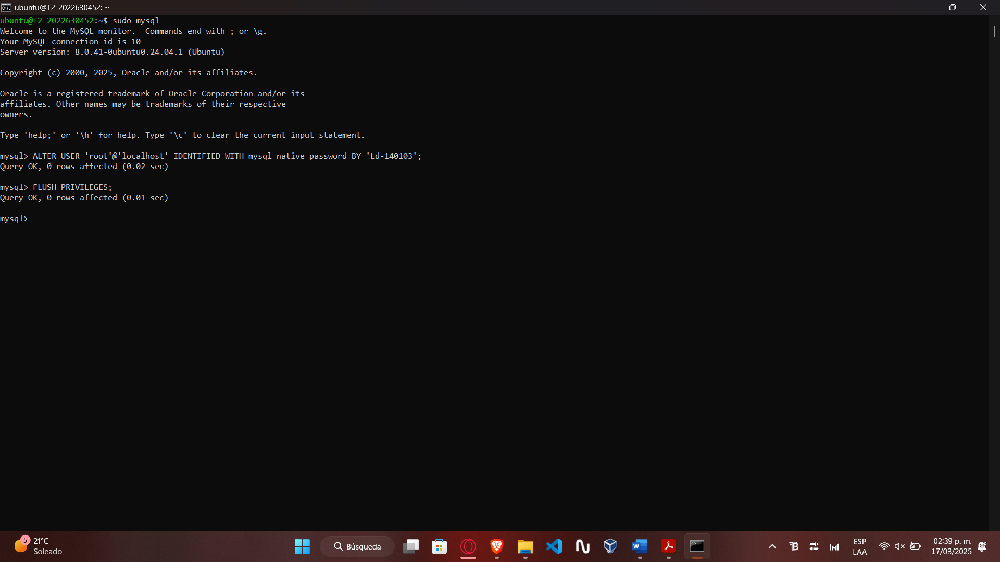 ubuntu@T2-2022630452: ~
ubuntu@T2-2022630452:~$ sudo mysql
Welcome to the MySQL monitor.  Commands end with ; or \g.
Your MySQL connection id is 10
Server version: 8.0.41-0ubuntu0.24.04.1 (Ubuntu)
Copyright (c) 2000, 2025, Oracle and/or its affiliates.
Oracle is a registered trademark of Oracle Corporation and/or its
affiliates. Other names may be trademarks of their respective
owners.
Type 'help;' or '\h' for help. Type '\c' to clear the current input statement.
mysql> ALTER USER 'root'@'localhost' IDENTIFIED WITH mysql_native_password BY 'Ld-140103';
Query OK, 0 rows affected (0.02 sec)
mysql> FLUSH PRIVILEGES;
Query OK, 0 rows affected (0.01 sec)
mysql>
5
21°C
Soleado
Búsqueda
ESP
LAA
02:39 p. m.
17/03/2025